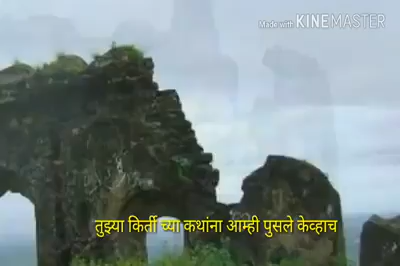 Made with KINEMASTER
तुझ्या किर्ती च्या कथांना आम्ही पुसले केव्हाच